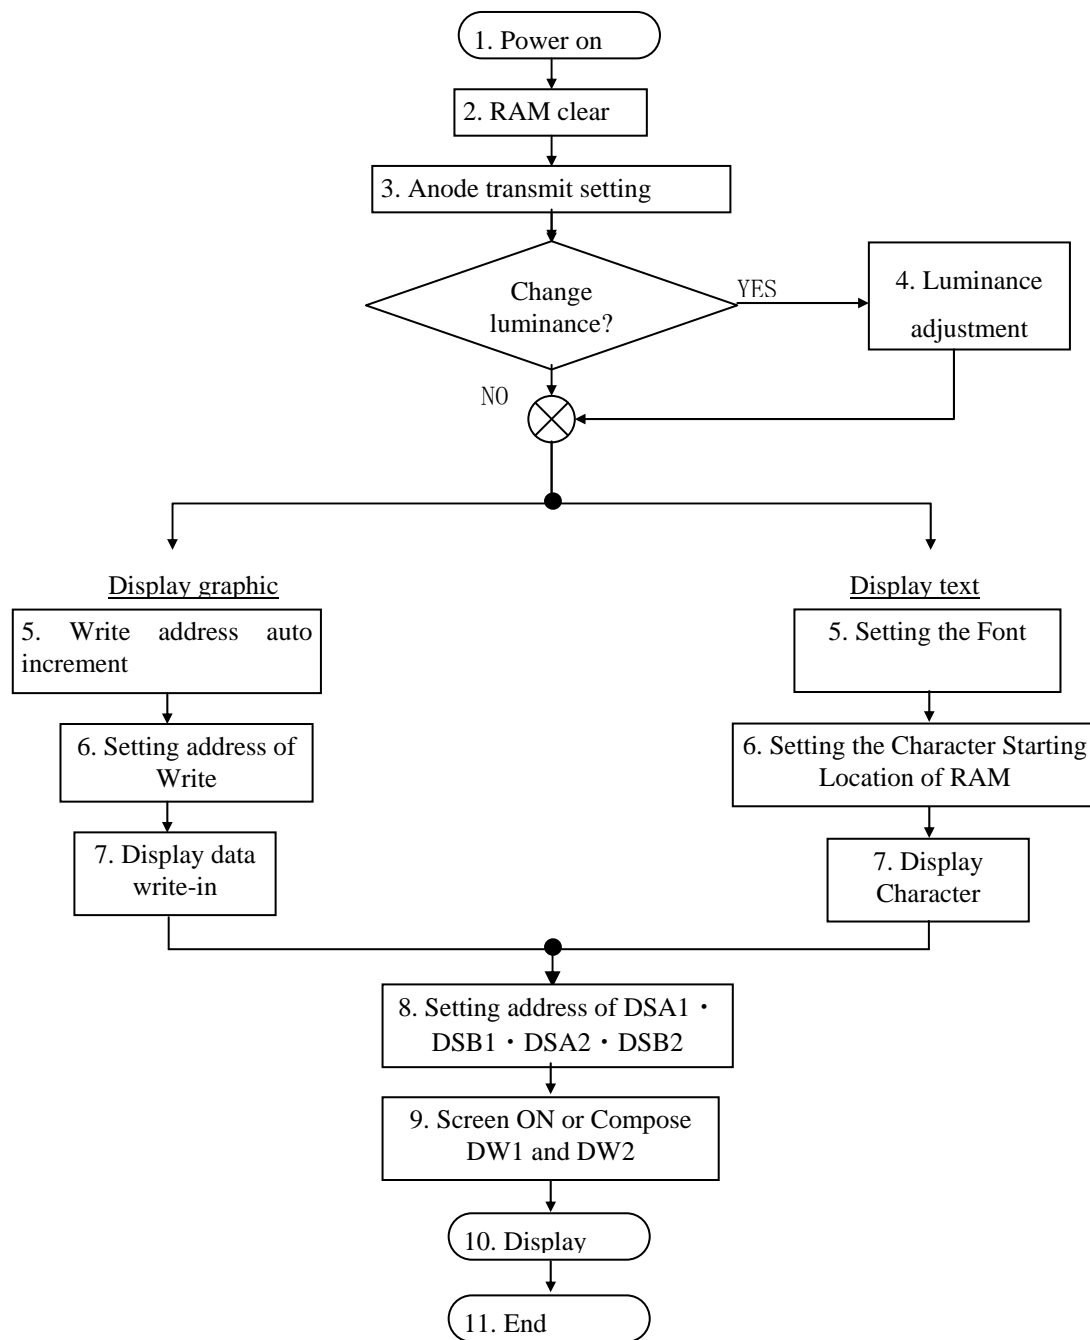 1. Power on
2. RAM clear
3. Anode transmit setting
Change
luminance?
YES
4. Luminance
adjustment
NO
Display graphic
5. Write address auto
increment
6. Setting address of
Write
7. Display data
write-in
Display text
5. Setting the Font
6. Setting the Character Starting
Location of RAM
7. Display
Character
8. Setting address of DSA1・
DSB1・DSA2・DSB2
9. Screen ON or Compose
DW1 and DW2
10. Display
11. End